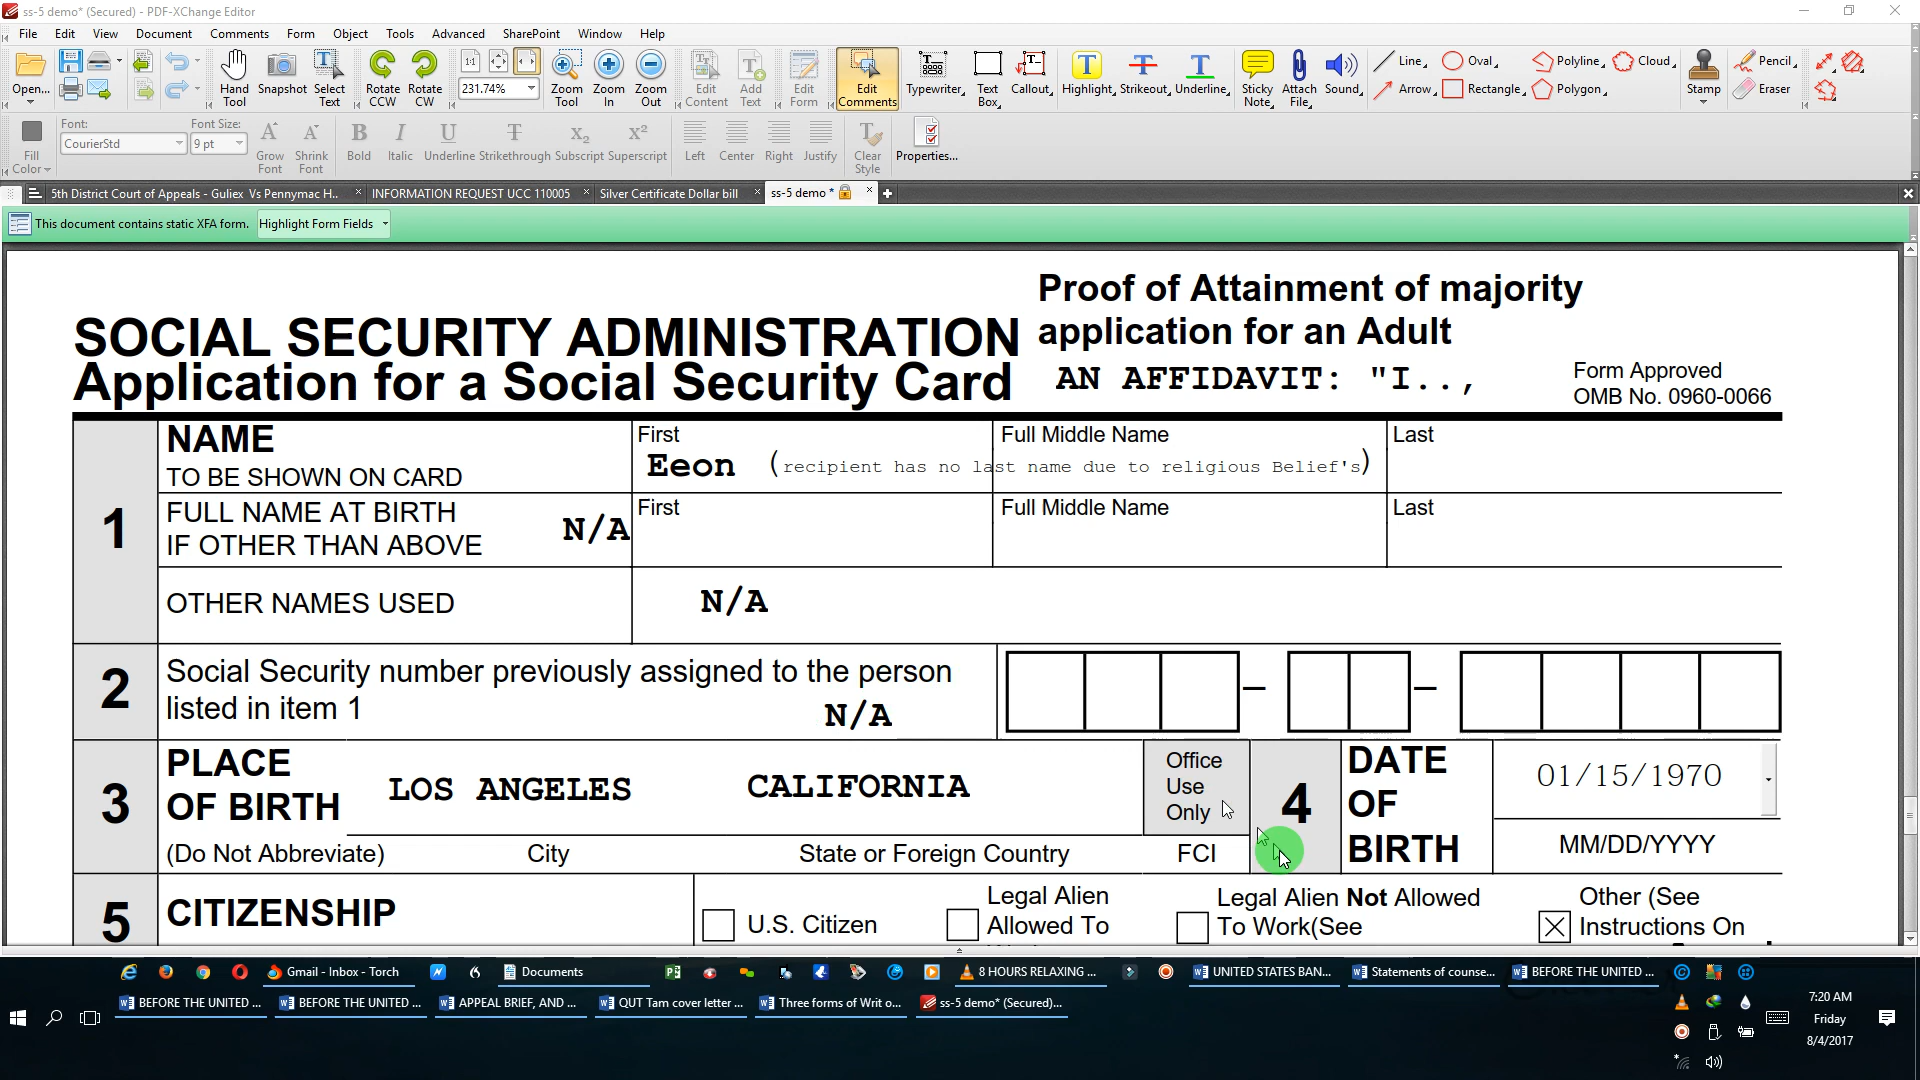 ss-5 demo* (Secured) - PDF-XChange Editor
File Edit View Document Comments Form Object Tools Advanced SharePoint Window Help
Open... Hand Tool Snapshot Select Text Rotate CCW Rotate CW 1:1 231.74% Zoom Tool Zoom In Zoom Out Edit Content Add Text Edit Form Edit Comments Typewriter Text Box Callout Highlight Strikeout Underline Sticky Note Attach File Sound Line Arrow Oval Rectangle Polyline Polygon Cloud Stamp Pencil Eraser
Fill Color Font: CourierStd Font Size: 9 pt Grow Font Shrink Font Bold Italic Underline Strikethrough Subscript Superscript Left Center Right Justify Clear Style Properties...
5th District Court of Appeals - Guliex Vs Pennymac H.. INFORMATION REQUEST UCC 110005 Silver Certificate Dollar bill ss-5 demo *
This document contains static XFA form. Highlight Form Fields
Proof of Attainment of majority
application for an Adult
SOCIAL SECURITY ADMINISTRATION
Application for a Social Security Card
AN AFFIDAVIT: "I..,
Form Approved
OMB No. 0960-0066
1
NAME
TO BE SHOWN ON CARD
First
Full Middle Name
Last
Eeon (recipient has no last name due to religious Belief's)
FULL NAME AT BIRTH
IF OTHER THAN ABOVE
N/A
First
Full Middle Name
Last
OTHER NAMES USED
N/A
2
Social Security number previously assigned to the person
listed in item 1
N/A
– –
3
PLACE
OF BIRTH
(Do Not Abbreviate)
LOS ANGELES
CALIFORNIA
City
State or Foreign Country
Office
Use
Only
FCI
4
DATE
OF
BIRTH
01/15/1970
MM/DD/YYYY
5
CITIZENSHIP
U.S. Citizen
Legal Alien
Allowed To
Legal Alien Not Allowed
To Work(See
Other (See
Instructions On
Gmail - Inbox - Torch Documents 8 HOURS RELAXING ... UNITED STATES BAN... Statements of counse... BEFORE THE UNITED ...
BEFORE THE UNITED ... BEFORE THE UNITED ... APPEAL BRIEF, AND ... QUT Tam cover letter ... Three forms of Writ o... ss-5 demo* (Secured)...
7:20 AM
Friday
8/4/2017